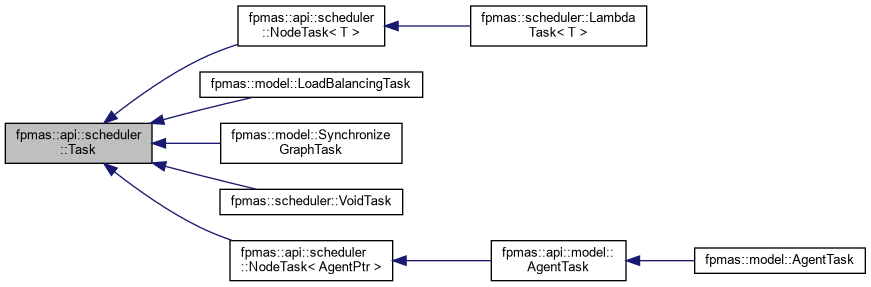 fpmas::api::scheduler
::NodeTask< T >
fpmas::scheduler::Lambda
Task< T >
fpmas::model::LoadBalancingTask
fpmas::api::scheduler
::Task
fpmas::model::Synchronize
GraphTask
fpmas::scheduler::VoidTask
fpmas::api::scheduler
::NodeTask< AgentPtr >
fpmas::api::model::
AgentTask
fpmas::model::AgentTask